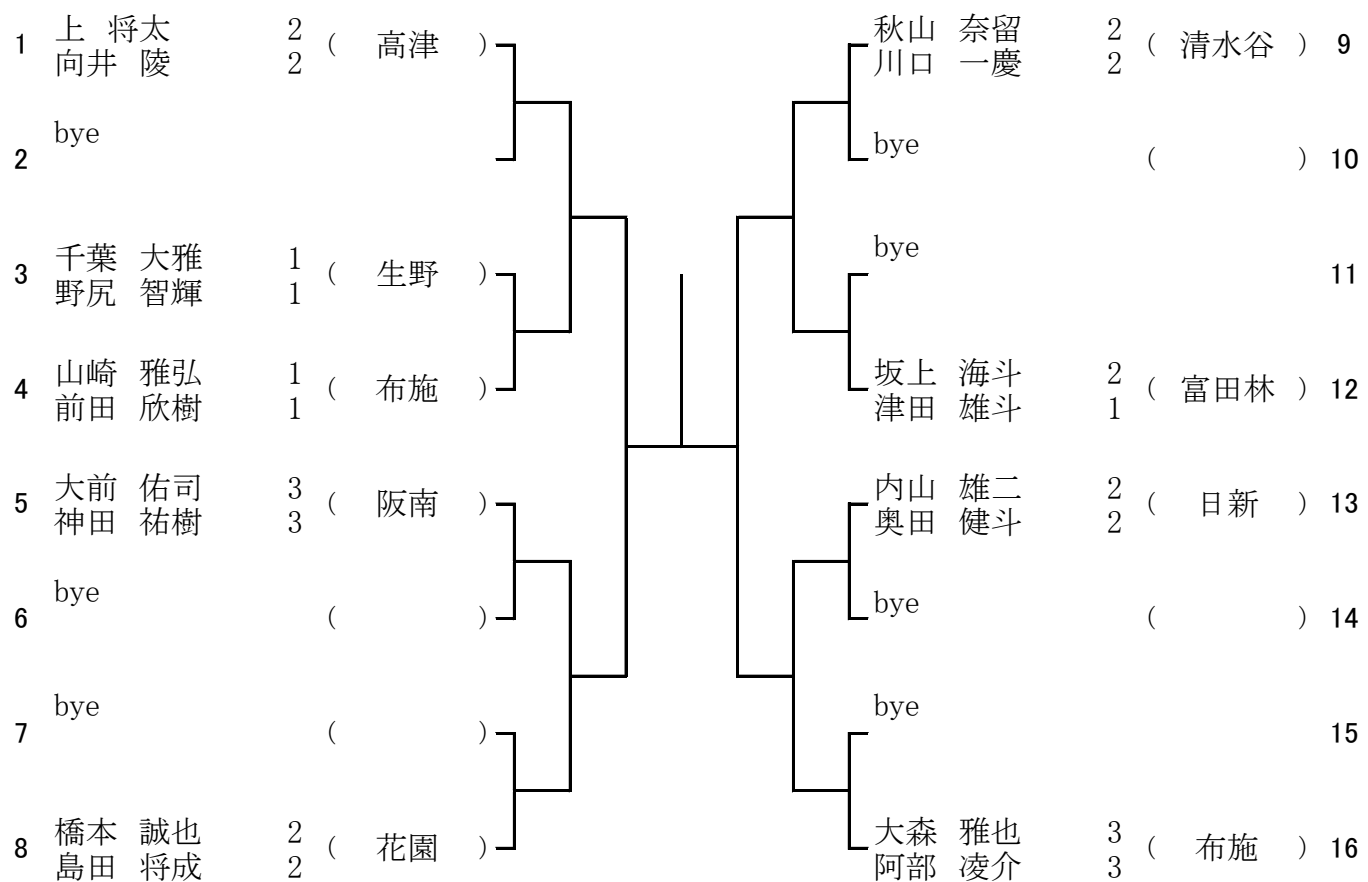 1 上 将太 2 ( 高津 )
向井 陵 2
bye
2
3 千葉 大雅 1 ( 生野 )
野尻 智輝 1
4 山崎 雅弘 1 ( 布施 )
前田 欣樹 1
5 大前 佑司 3 ( 阪南 )
神田 祐樹 3
bye
6 ( )
bye
7 ( )
8 橋本 誠也 2 ( 花園 )
島田 将成 2
秋山 奈留 2 ( 清水谷 ) 9
川口 一慶 2
bye
( ) 10
bye
11
坂上 海斗 2 ( 富田林 ) 12
津田 雄斗 1
内山 雄二 2 ( 日新 ) 13
奥田 健斗 2
bye
( ) 14
bye
15
大森 雅也 3 ( 布施 ) 16
阿部 凌介 3